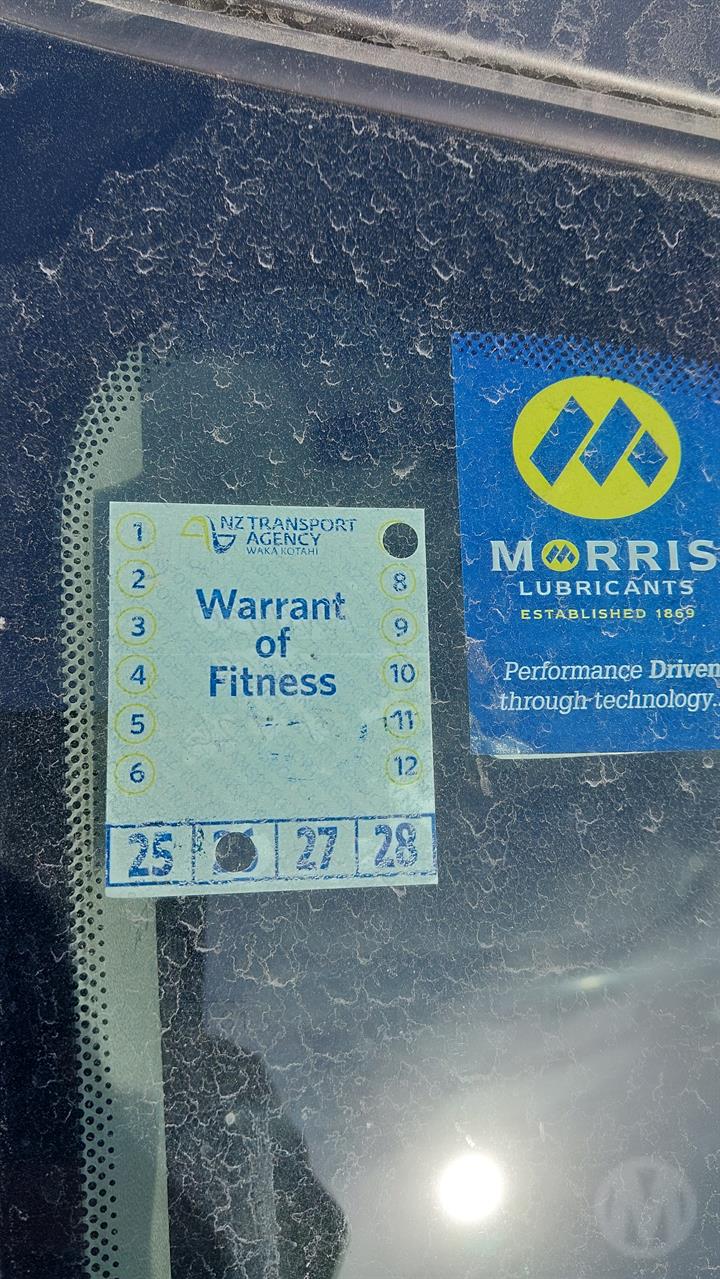 1
2
3
4
5
6
NZ TRANSPORT
AGENCY
WAKA KOTAHI
Warrant
of
Fitness
8
9
10
11
12
25
27
28
MORRIS
LUBRICANTS
ESTABLISHED 1869
Performance Driven
through technology.
M